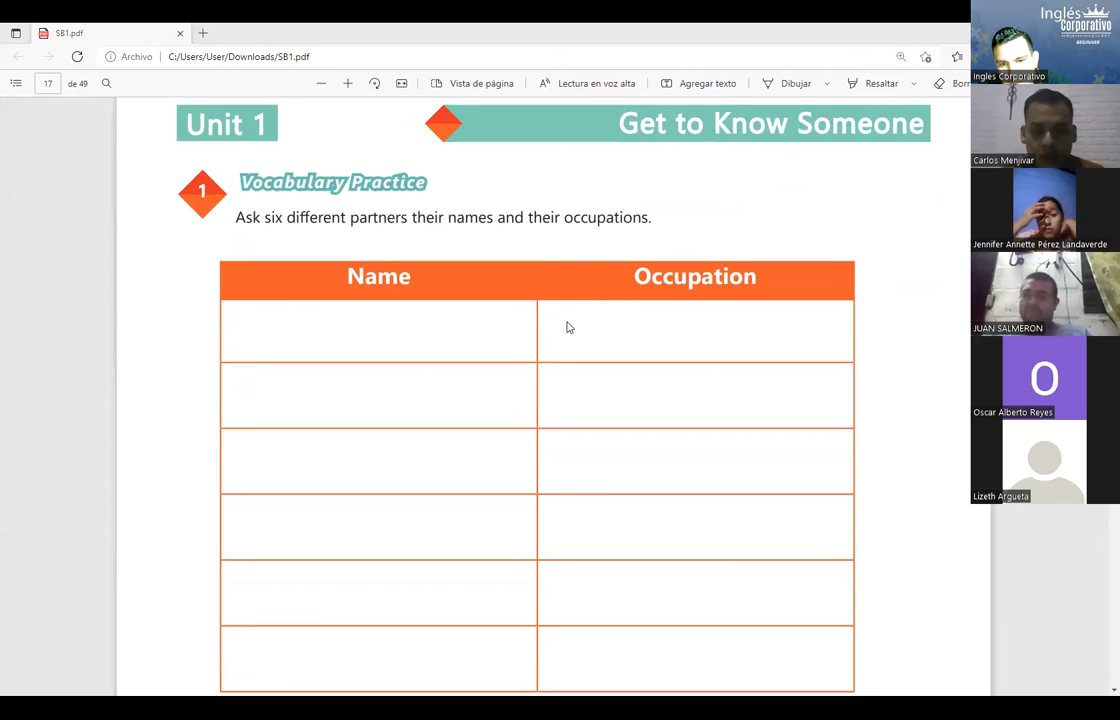 SB1.pdf
Archivo C:/Users/User/Downloads/SB1.pdf
17 de 49 Vista de página Lectura en voz alta Agregar texto Dibujar Resaltar Borr
Unit 1 Get to Know Someone
1 Vocabulary Practice
Ask six different partners their names and their occupations.
Name Occupation
Inglés
Corporativo
BEGINNER
Ingles Corporativo
Carlos Menjivar
Jennifer Annette Pérez Landaverde
JUAN SALMERON
O
Oscar Alberto Reyes
Lizeth Argueta